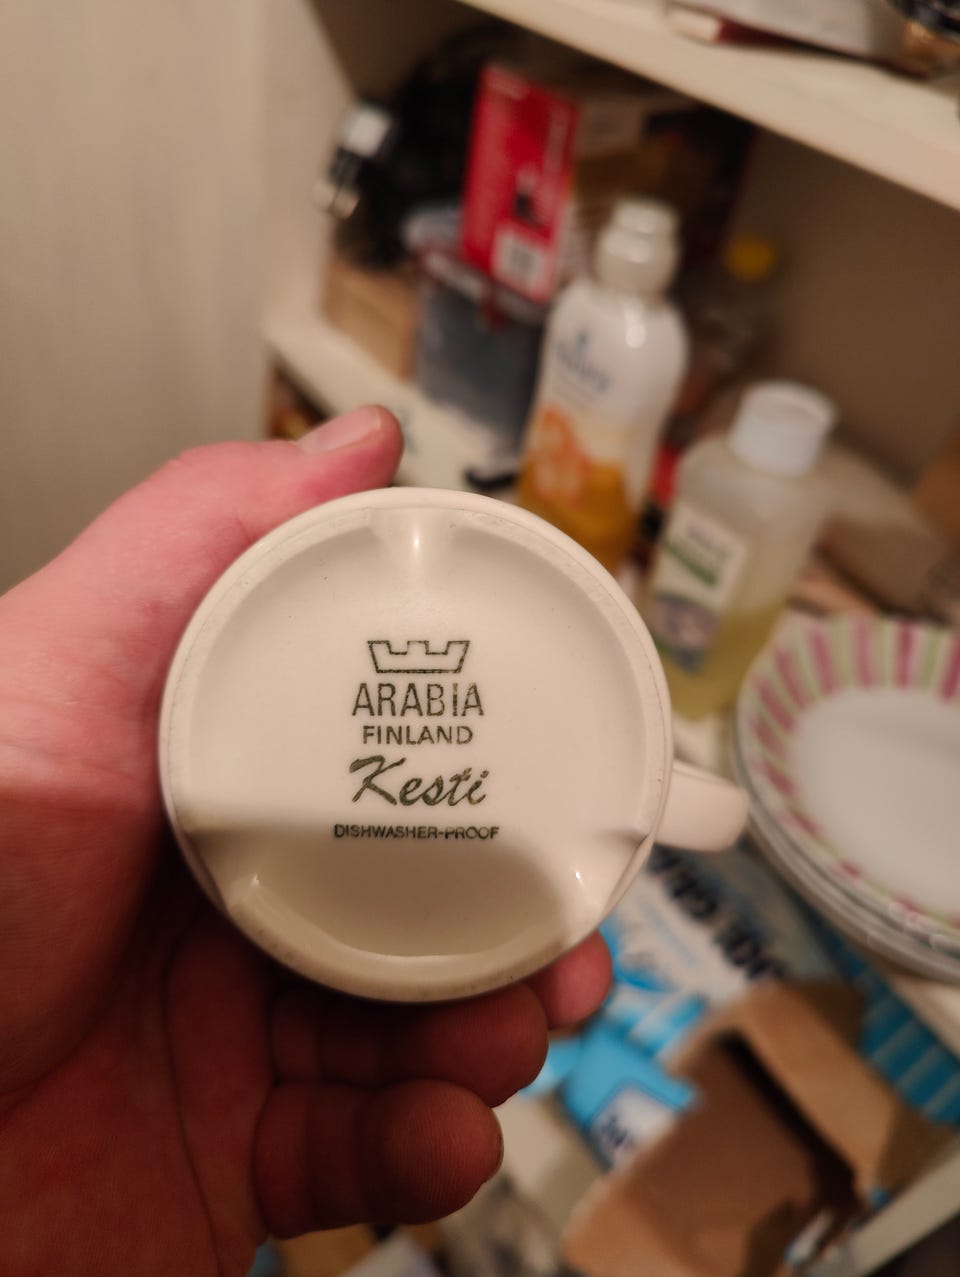 ARABIA
FINLAND
Kesti
DISHWASHER-PROOF